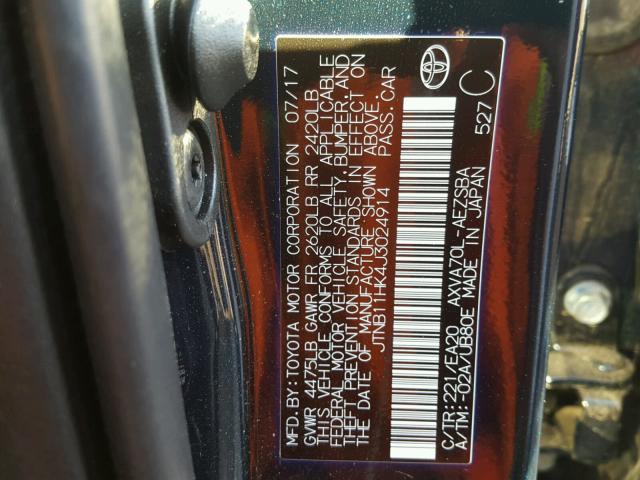 MFD.BY:TOYOTA MOTOR CORPORATION 07/17
GVWR 4475LB GAWR FR 2620LB RR 2420LB
THIS VEHICLE CONFORMS TO ALL APPLICABLE
FEDERAL MOTOR VEHICLE SAFETY, BUMPER, AND
THEFT PREVENTION STANDARDS IN EFFECT ON
THE DATE OF MANUFACTURE SHOWN ABOVE.
JTNB11HK4J3024914 PASS.CAR
C/TR:221/EA20 AXVA70L-AEZSBA
A/TM:-02A/UB80E MADE IN JAPAN 527 C